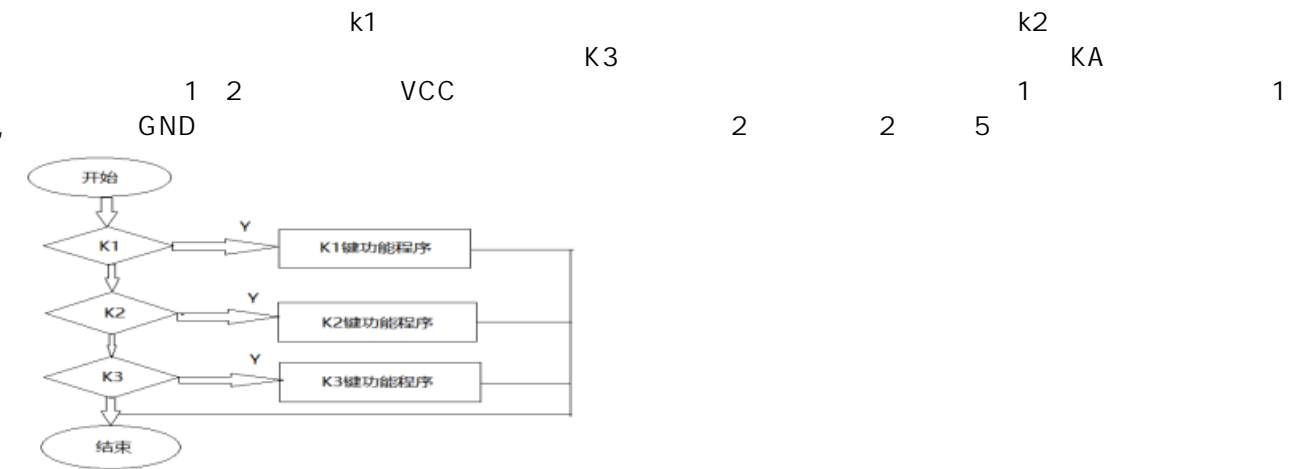 k1 k2
K3 KA
1 2 VCC 1 1
, GND 2 2 5
开始
K1 Y K1键功能程序
K2 Y K2键功能程序
K3 Y K3键功能程序
结束